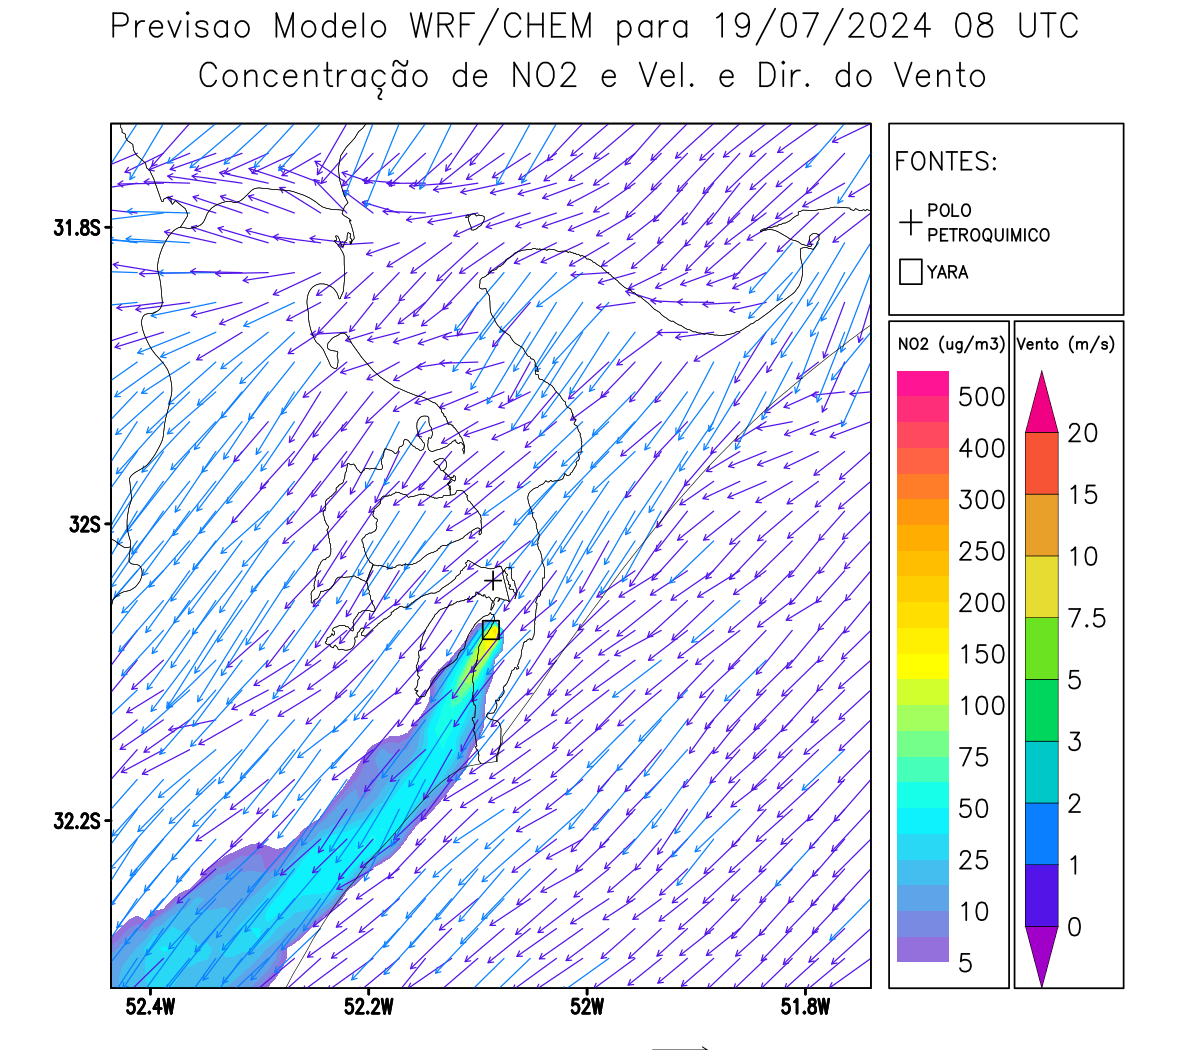 Previsao Modelo WRF/CHEM para 19/07/2024 08 UTC
Concentração de NO2 e Vel. e Dir. do Vento
FONTES:
POLO
PETROQUIMICO
YARA
NO2 (ug/m3)
500
400
300
250
200
150
100
75
50
25
10
5
Vento (m/s)
20
15
10
7.5
5
3
2
1
0
31.8S
32S
32.2S
52.4W
52.2W
52W
51.8W